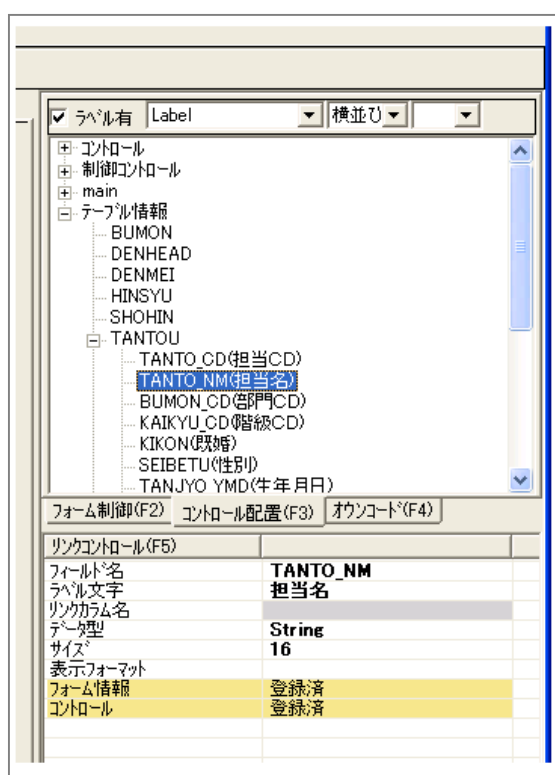 ラベル有 Label 横並び
コントロール
制御コントロール
main
テーブル情報
BUMON
DENHEAD
DENMEI
HINSYU
SHOHIN
TANTOU
TANTO_CD(担当CD)
TANTO_NM(担当名)
BUMON_CD(部門CD)
KAIKYU_CD(階級CD)
KIKON(既婚)
SEIBETU(性別)
TANJYO_YMD(生年月日)
フォーム制御(F2) コントロール配置(F3) オウンコード(F4)
リンクコントロール(F5)
フィールド名 TANTO_NM
ラベル文字 担当名
リンクカラム名
データ型 String
サイズ 16
表示フォーマット
フォーム情報 登録済
コントロール 登録済